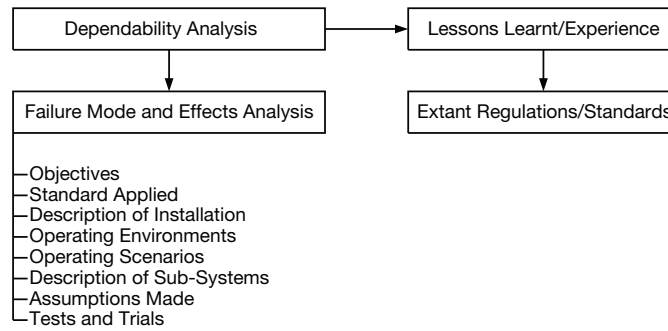 Dependability Analysis
Lessons Learnt/Experience
Failure Mode and Effects Analysis
Extant Regulations/Standards
Objectives
Standard Applied
Description of Installation
Operating Environments
Operating Scenarios
Description of Sub-Systems
Assumptions Made
Tests and Trials